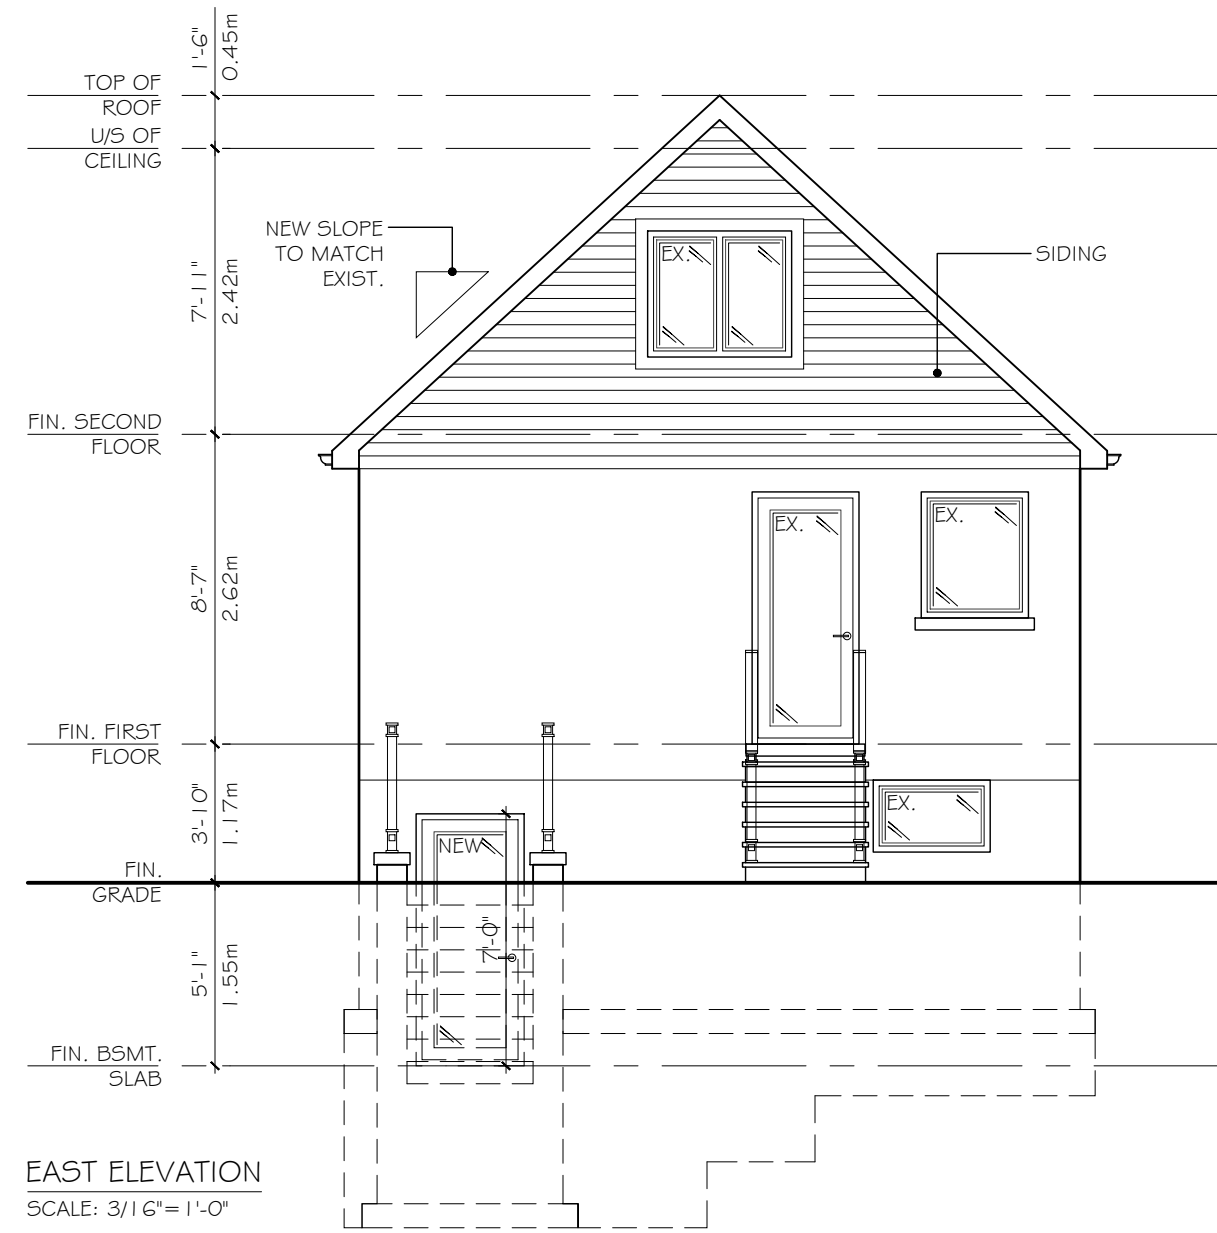 1'-6"
0.45m
TOP OF
ROOF
U/S OF
CEILING
NEW SLOPE
TO MATCH
EXIST.
EX.
SIDING
7'-11"
2.42m
FIN. SECOND
FLOOR
EX.
EX.
8'-7"
2.62m
FIN. FIRST
FLOOR
3'-10"
1.17m
EX.
NEW
FIN.
GRADE
7'-0"
5'-1"
1.55m
FIN. BSMT.
SLAB
EAST ELEVATION
SCALE: 3/16"=1'-0"